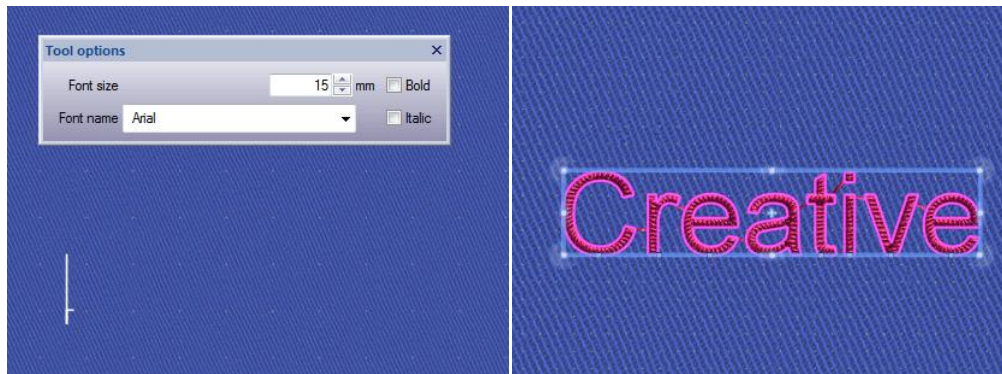 Tool options
Font size 15 mm Bold
Font name Arial Italic
Creative